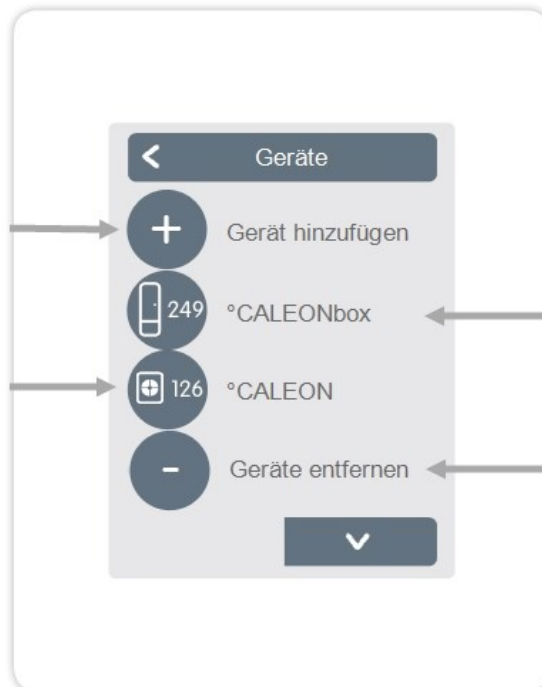 Geräte
+ Gerät hinzufügen
249 °CALEONbox
126 °CALEON
- Geräte entfernen